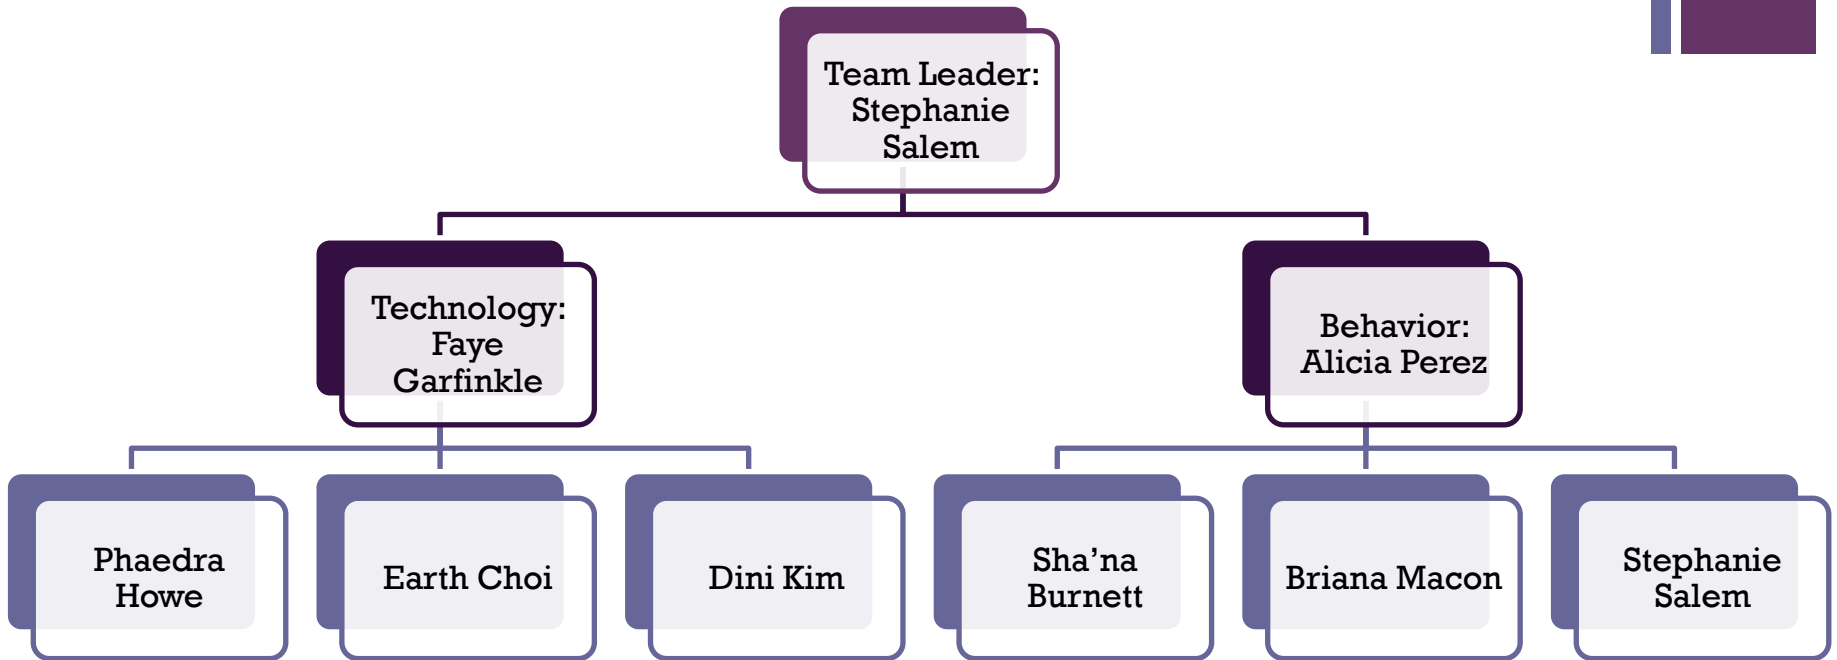 Team Leader:
Stephanie
Salem
Technology:
Faye
Garfinkle
Behavior:
Alicia Perez
Phaedra
Howe
Earth Choi
Dini Kim
Sha’na
Burnett
Briana Macon
Stephanie
Salem